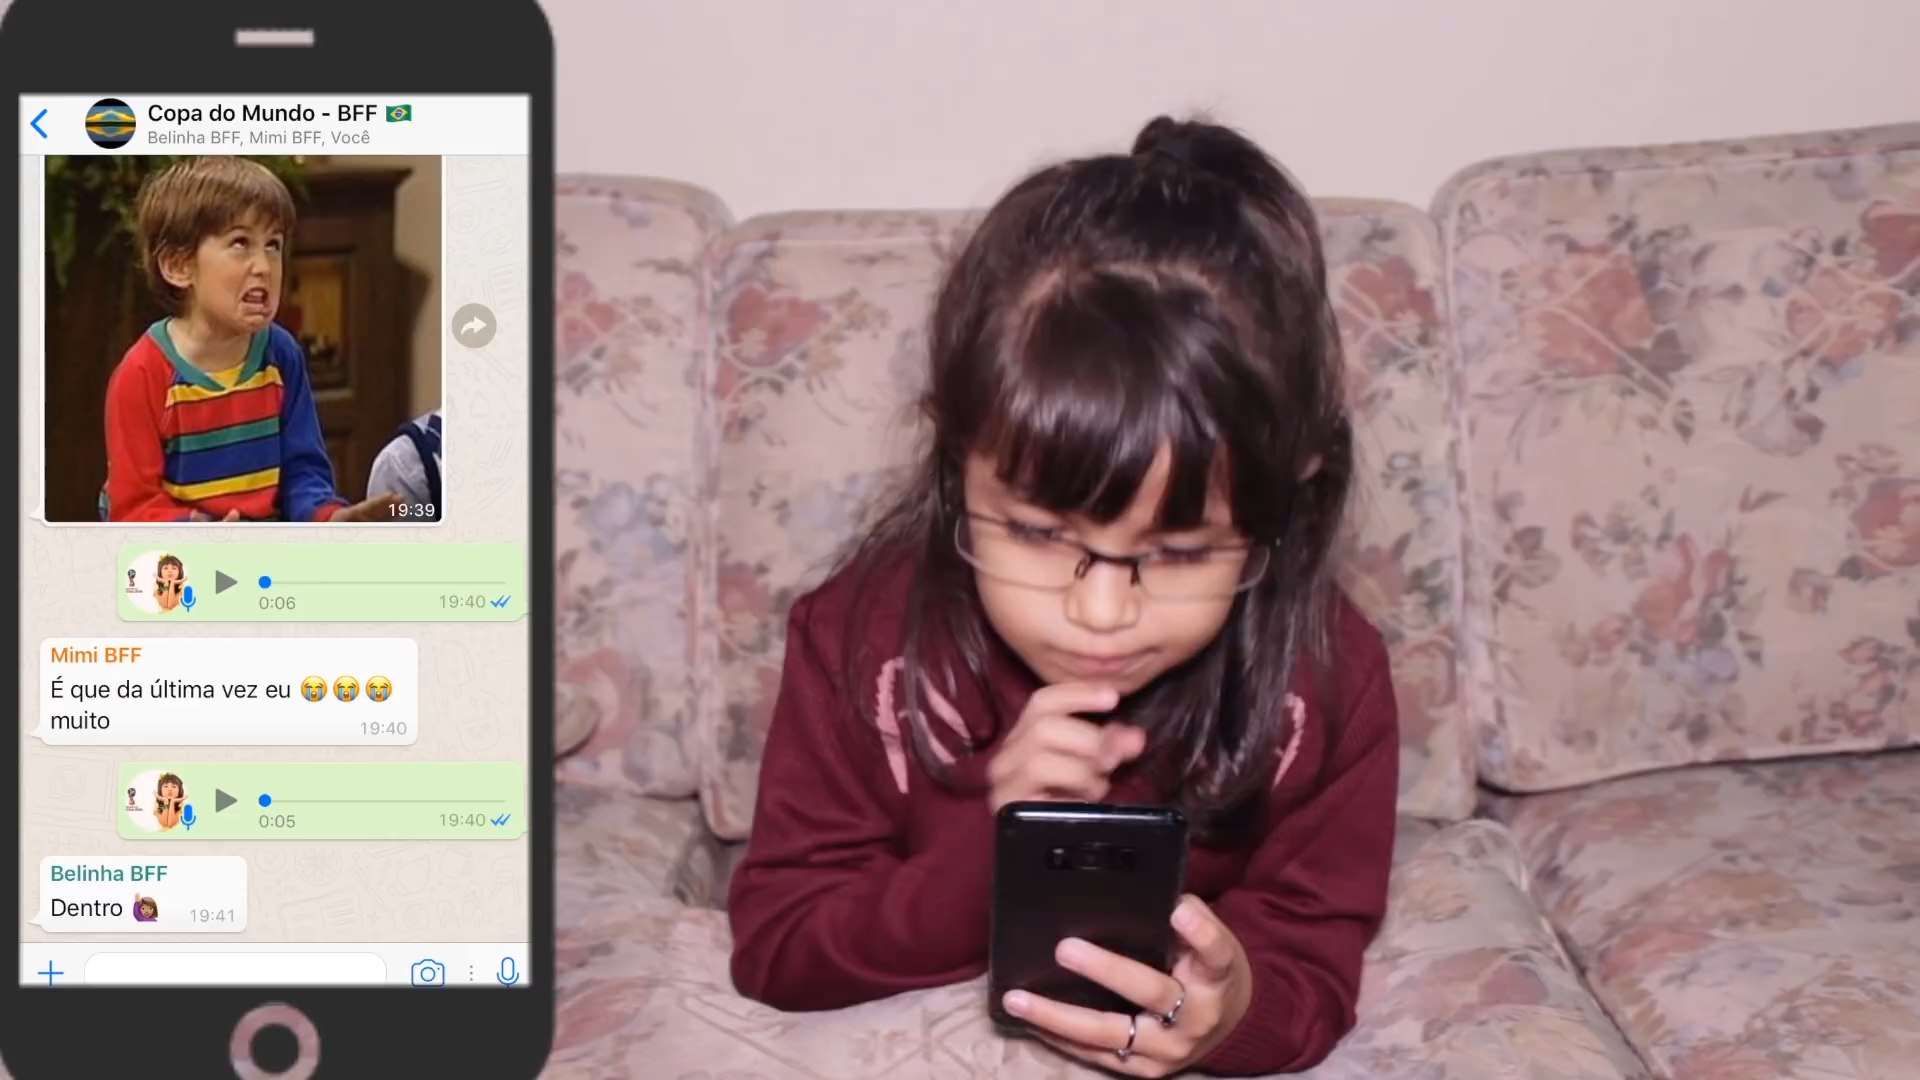 Copa do Mundo - BFF 🇧🇷
Belinha BFF, Mimi BFF, Você
19:39
0:06
19:40
Mimi BFF
É que da última vez eu 😭😭😭
muito
19:40
0:05
19:40
Belinha BFF
Dentro 🙋🏽‍♀️
19:41